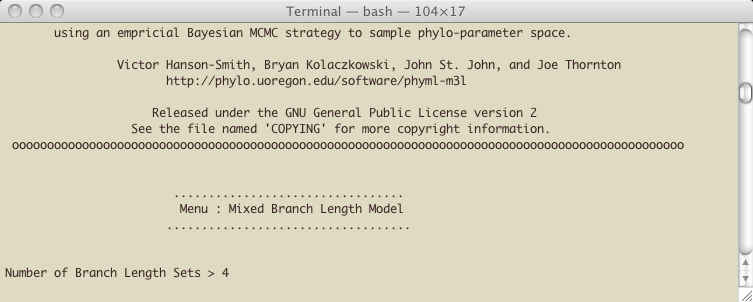 Terminal — bash — 104×17
using an empricial Bayesian MCMC strategy to sample phylo-parameter space.
Victor Hanson-Smith, Bryan Kolaczkowski, John St. John, and Joe Thornton
http://phylo.uoregon.edu/software/phyml-m3l
Released under the GNU General Public License version 2
See the file named 'COPYING' for more copyright information.
oooooooooooooooooooooooooooooooooooooooooooooooooooooooooooooooooooooooooooooooooooooooooooooooo
.................................
Menu : Mixed Branch Length Model
...................................
Number of Branch Length Sets > 4